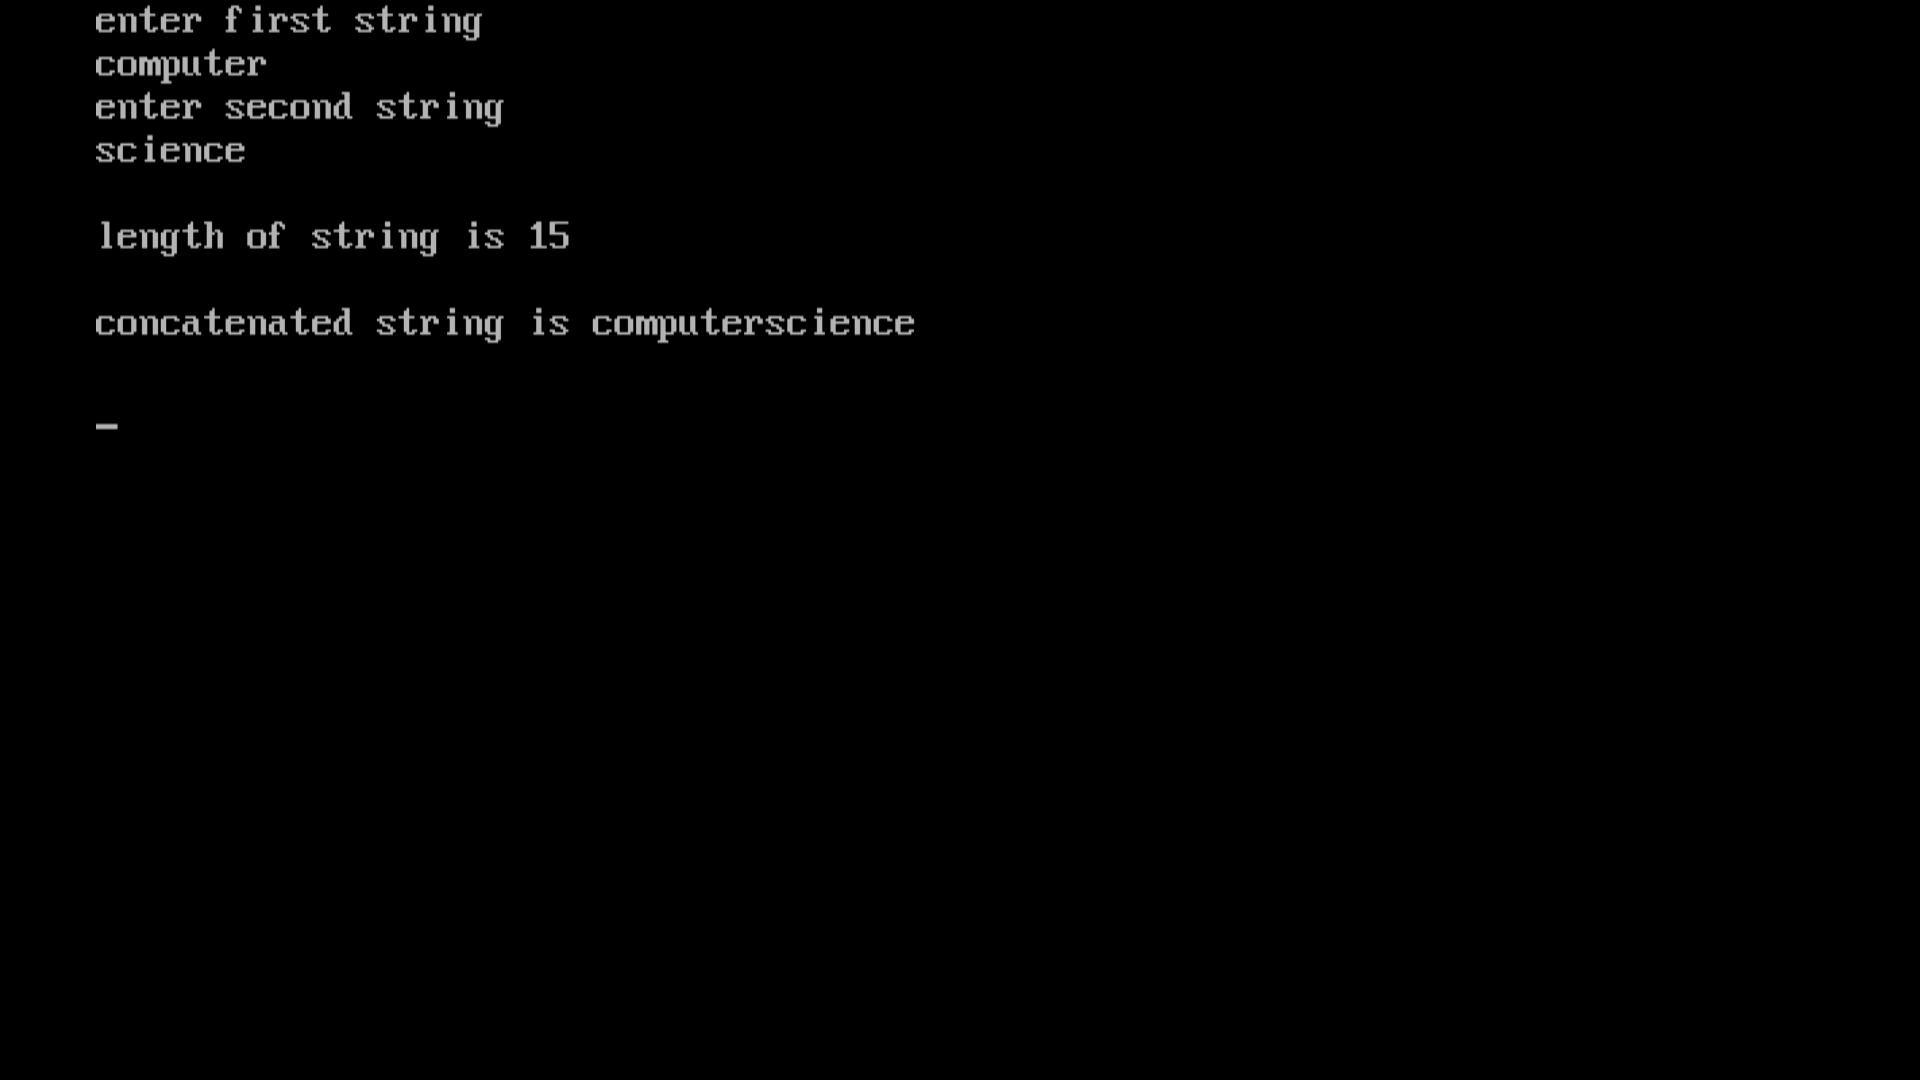 enter first string
computer
enter second string
science
length of string is 15
concatenated string is computerscience